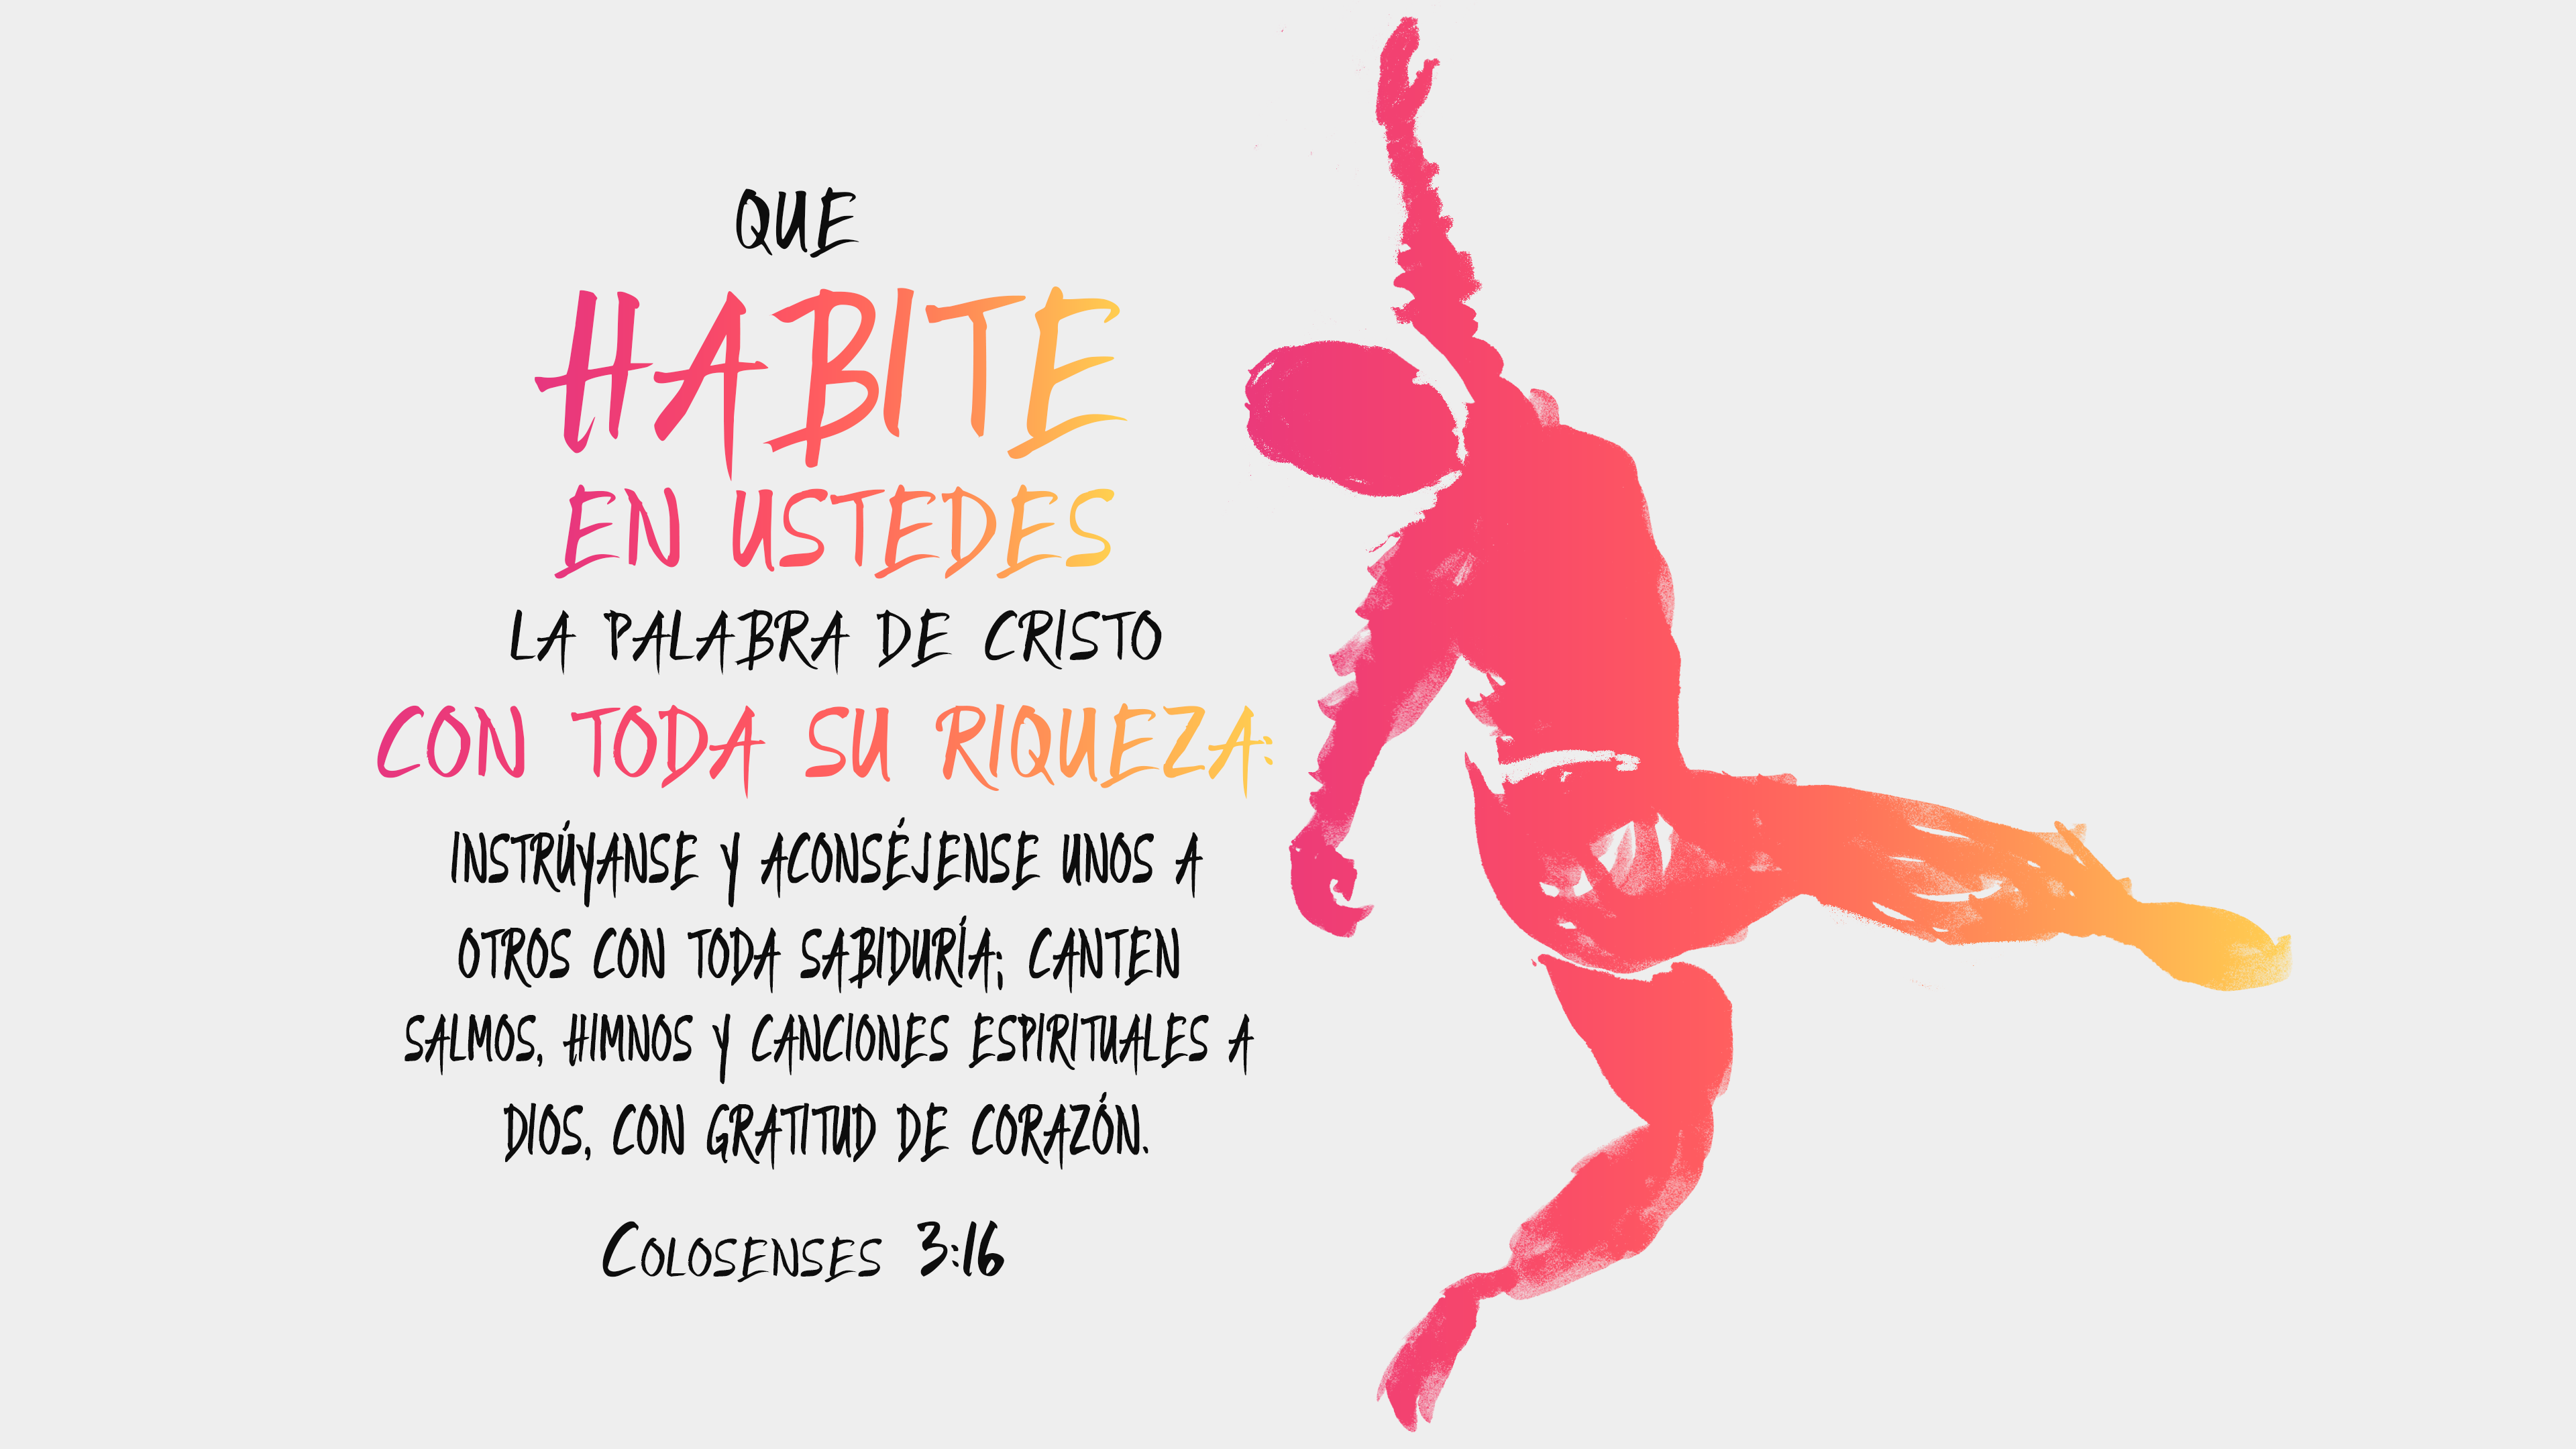 QUE
HABITE
EN USTEDES
LA PALABRA DE CRISTO
CON TODA SU RIQUEZA:
INSTRÚYANSE Y ACONSÉJENSE UNOS A
OTROS CON TODA SABIDURÍA; CANTEN
SALMOS, HIMNOS Y CANCIONES ESPIRITUALES A
DIOS, CON GRATITUD DE CORAZÓN.
COLOSENSES 3:16